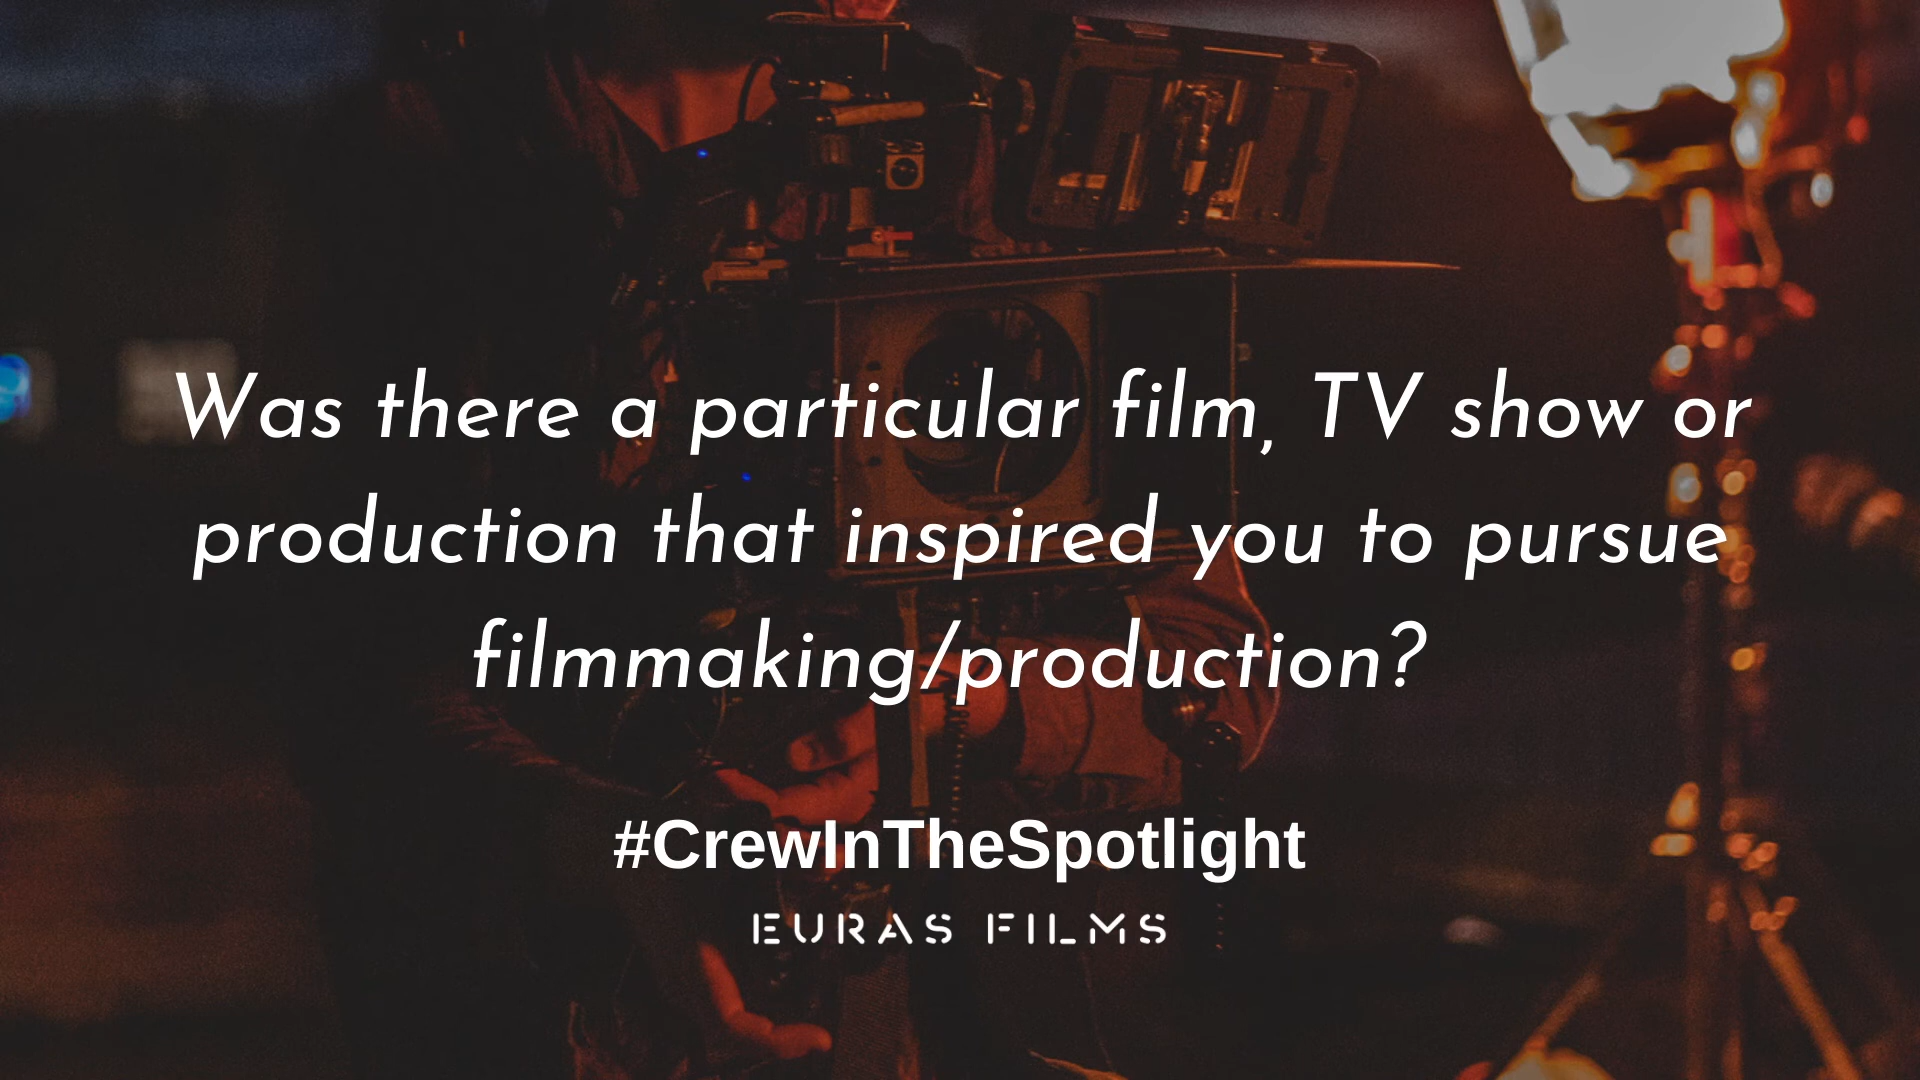 Was there a particular film, TV show or
production that inspired you to pursue
filmmaking/production?
#CrewInTheSpotlight
EURAS FILMS